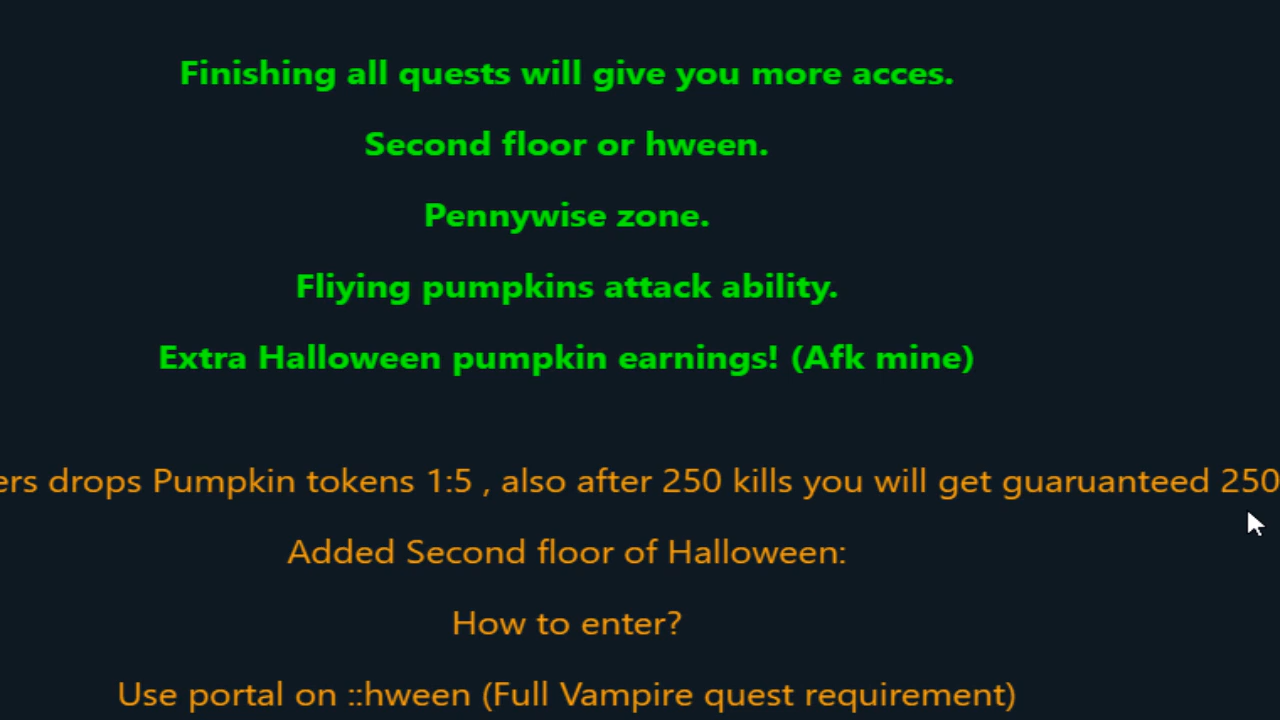 Finishing all quests will give you more acces.
Second floor or hween.
Pennywise zone.
Fliying pumpkins attack ability.
Extra Halloween pumpkin earnings! (Afk mine)
ers drops Pumpkin tokens 1:5 , also after 250 kills you will get guaruanteed 250
Added Second floor of Halloween:
How to enter?
Use portal on ::hween (Full Vampire quest requirement)